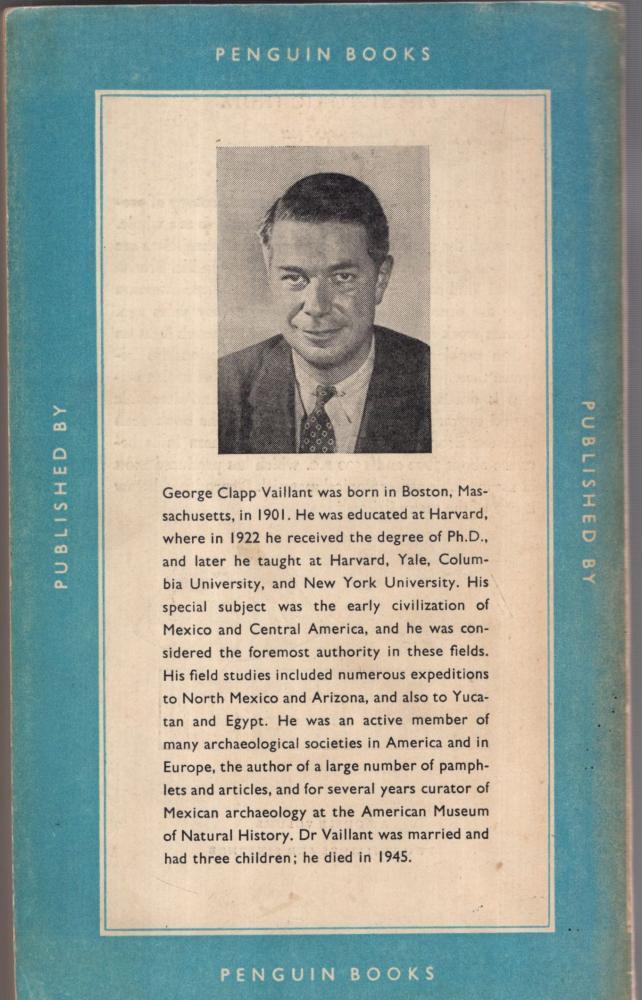 PENGUIN BOOKS
PUBLISHED BY
George Clapp Vaillant was born in Boston, Mas-
sachusetts, in 1901. He was educated at Harvard,
where in 1922 he received the degree of Ph.D.,
and later he taught at Harvard, Yale, Colum-
bia University, and New York University. His
special subject was the early civilization of
Mexico and Central America, and he was con-
sidered the foremost authority in these fields.
His field studies included numerous expeditions
to North Mexico and Arizona, and also to Yuca-
tan and Egypt. He was an active member of
many archaeological societies in America and in
Europe, the author of a large number of pamph-
lets and articles, and for several years curator of
Mexican archaeology at the American Museum
of Natural History. Dr Vaillant was married and
had three children; he died in 1945.
PUBLISHED BY
PENGUIN BOOKS